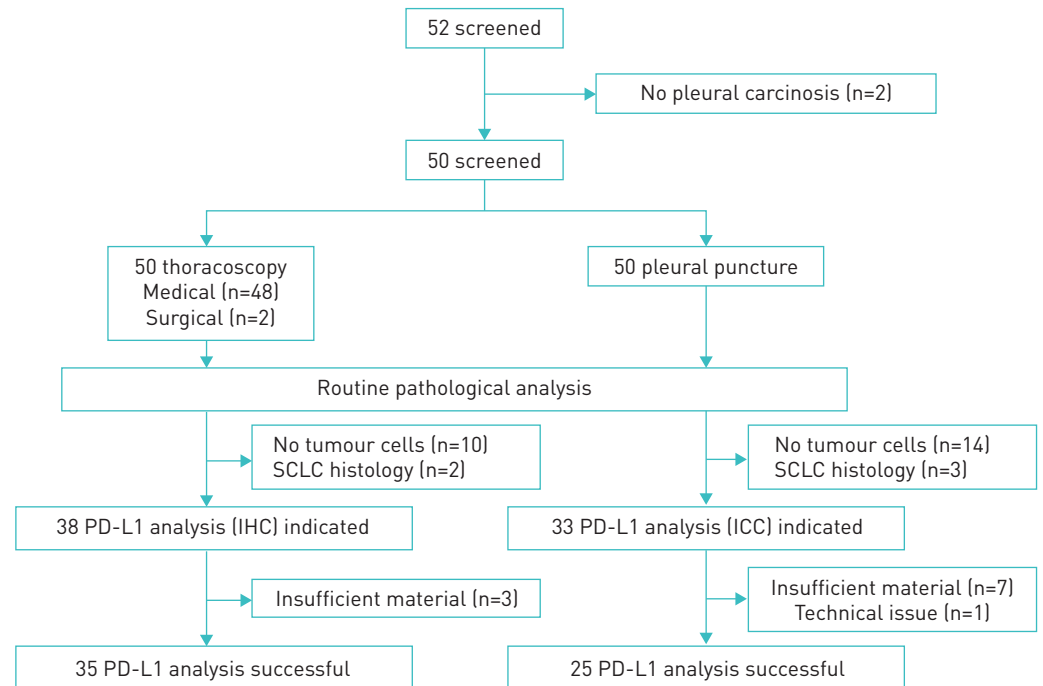 52 screened
No pleural carcinosis (n=2)
50 screened
50 thoracoscopy
Medical (n=48)
Surgical (n=2)
50 pleural puncture
Routine pathological analysis
No tumour cells (n=10)
SCLC histology (n=2)
No tumour cells (n=14)
SCLC histology (n=3)
38 PD-L1 analysis (IHC) indicated
33 PD-L1 analysis (ICC) indicated
Insufficient material (n=3)
Insufficient material (n=7)
Technical issue (n=1)
35 PD-L1 analysis successful
25 PD-L1 analysis successful